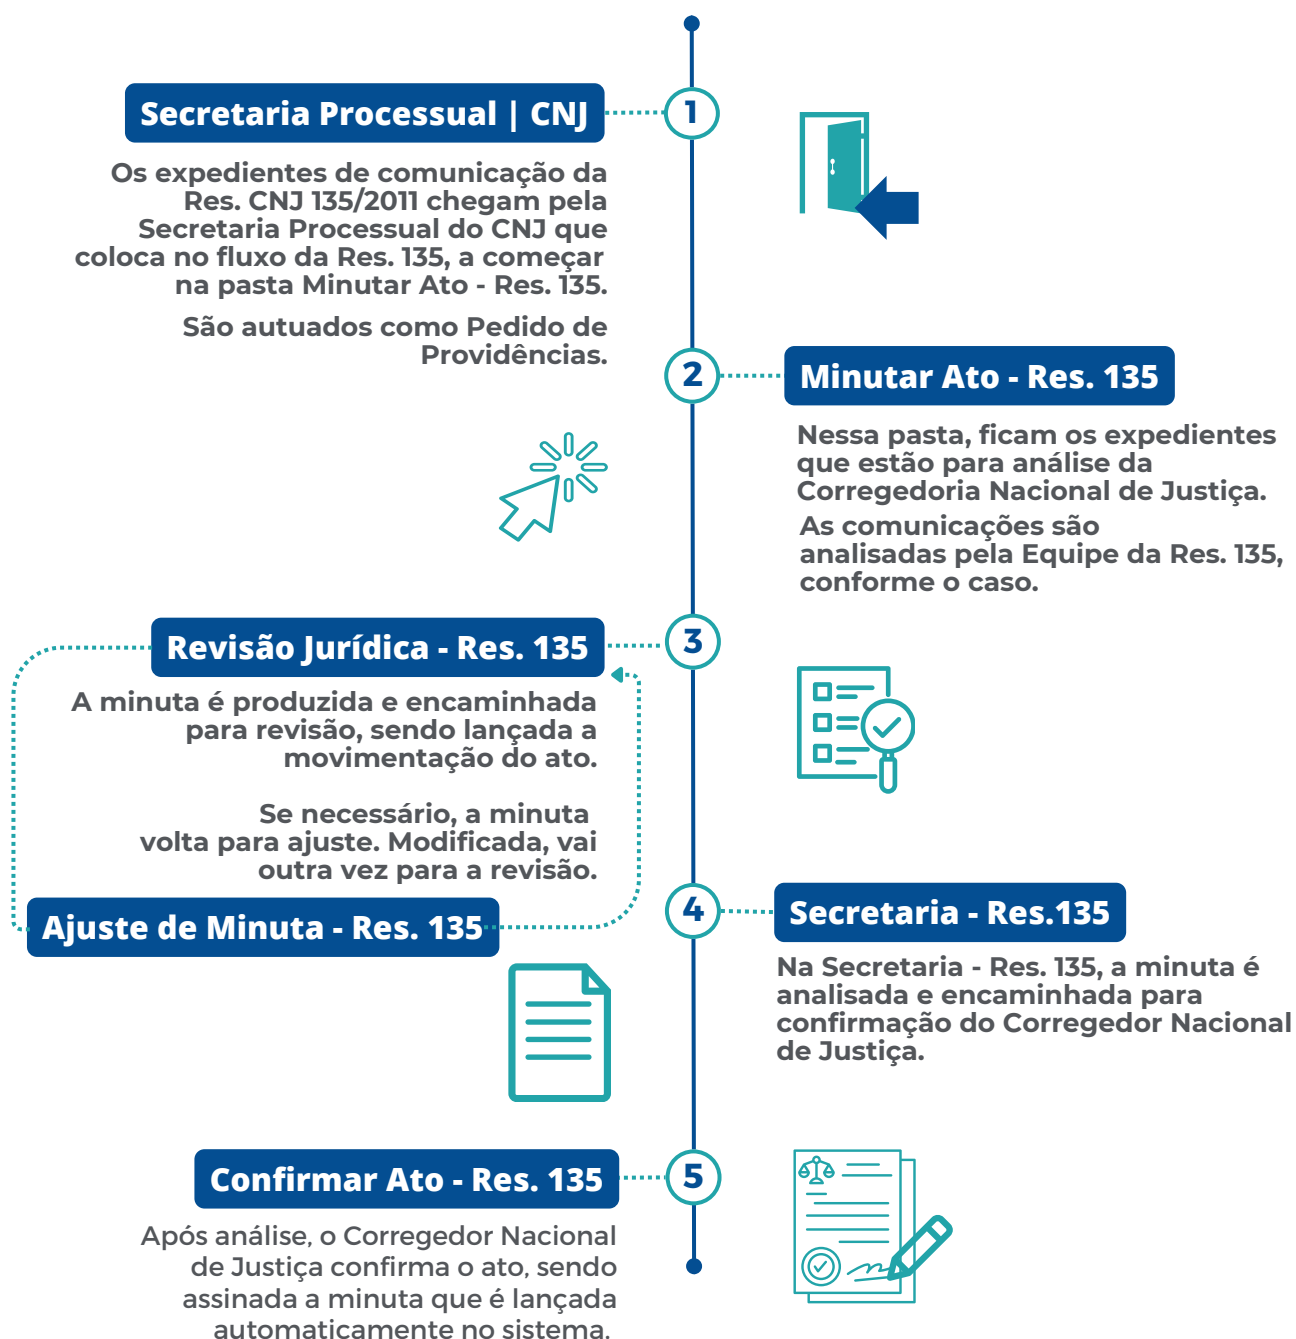 Secretaria Processual | CNJ
1
Os expedientes de comunicação da
Res. CNJ 135/2011 chegam pela
Secretaria Processual do CNJ que
coloca no fluxo da Res. 135, a começar
na pasta Minutar Ato - Res. 135.
São autuados como Pedido de
Providências.
2
Minutar Ato - Res. 135
Nessa pasta, ficam os expedientes
que estão para análise da
Corregedoria Nacional de Justiça.
As comunicações são
analisadas pela Equipe da Res. 135,
conforme o caso.
Revisão Jurídica - Res. 135
3
A minuta é produzida e encaminhada
para revisão, sendo lançada a
movimentação do ato.
Se necessário, a minuta
volta para ajuste. Modificada, vai
outra vez para a revisão.
Ajuste de Minuta - Res. 135
4
Secretaria - Res.135
Na Secretaria - Res. 135, a minuta é
analisada e encaminhada para
confirmação do Corregedor Nacional
de Justiça.
Confirmar Ato - Res. 135
5
Após análise, o Corregedor Nacional
de Justiça confirma o ato, sendo
assinada a minuta que é lançada
automaticamente no sistema.